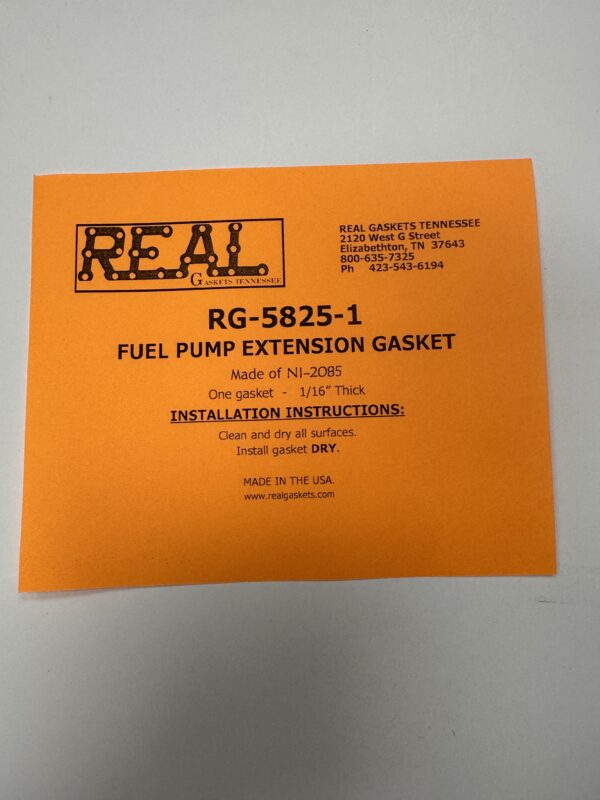 REAL
GASKETS TENNESSEE
REAL GASKETS TENNESSEE
2120 West G Street
Elizabethton, TN 37643
800-635-7325
Ph 423-543-6194
RG-5825-1
FUEL PUMP EXTENSION GASKET
Made of NI-2085
One gasket - 1/16" Thick
INSTALLATION INSTRUCTIONS:
Clean and dry all surfaces.
Install gasket DRY.
MADE IN THE USA.
www.realgaskets.com